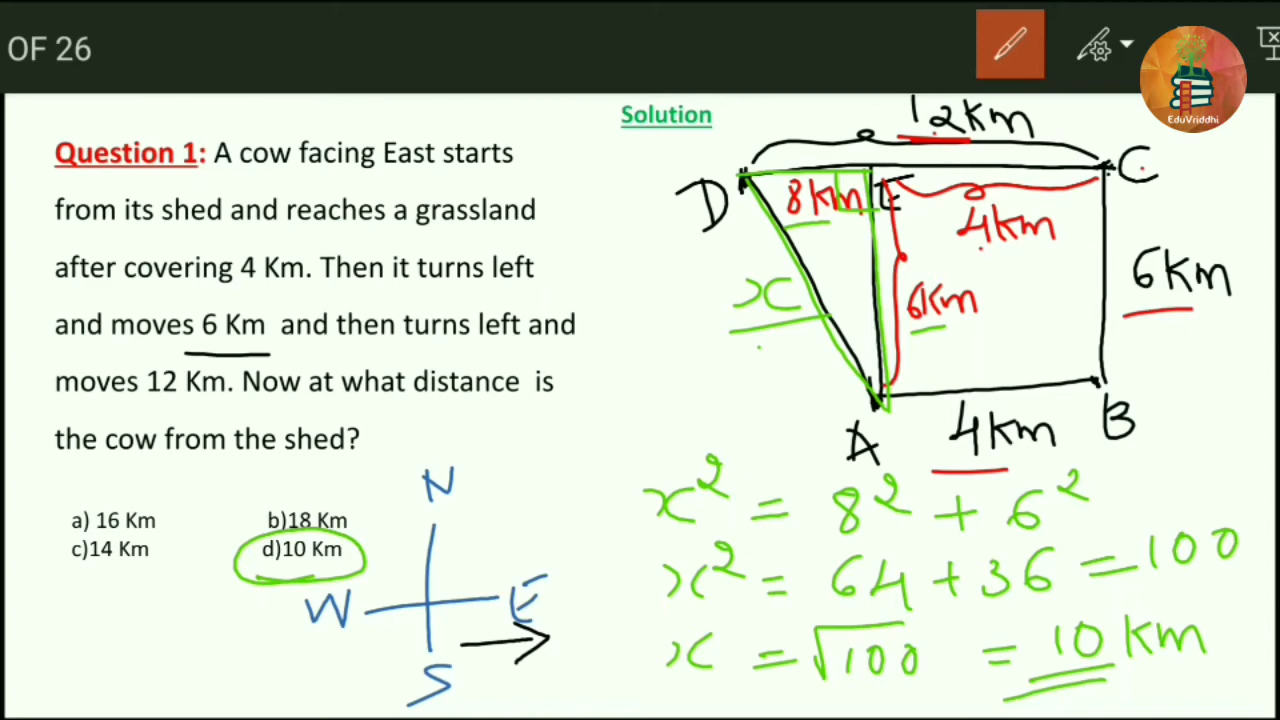 OF 26
EduVriddhi
Solution
Question 1: A cow facing East starts
from its shed and reaches a grassland
after covering 4 Km. Then it turns left
and moves 6 Km and then turns left and
moves 12 Km. Now at what distance is
the cow from the shed?
a) 16 Km b)18 Km
c)14 Km d)10 Km
N
W E
S
12km
D E C
8km
4km
6km
x
6km
A B
4km
x² = 8² + 6²
x² = 64 + 36 = 100
x = √100 = 10 km